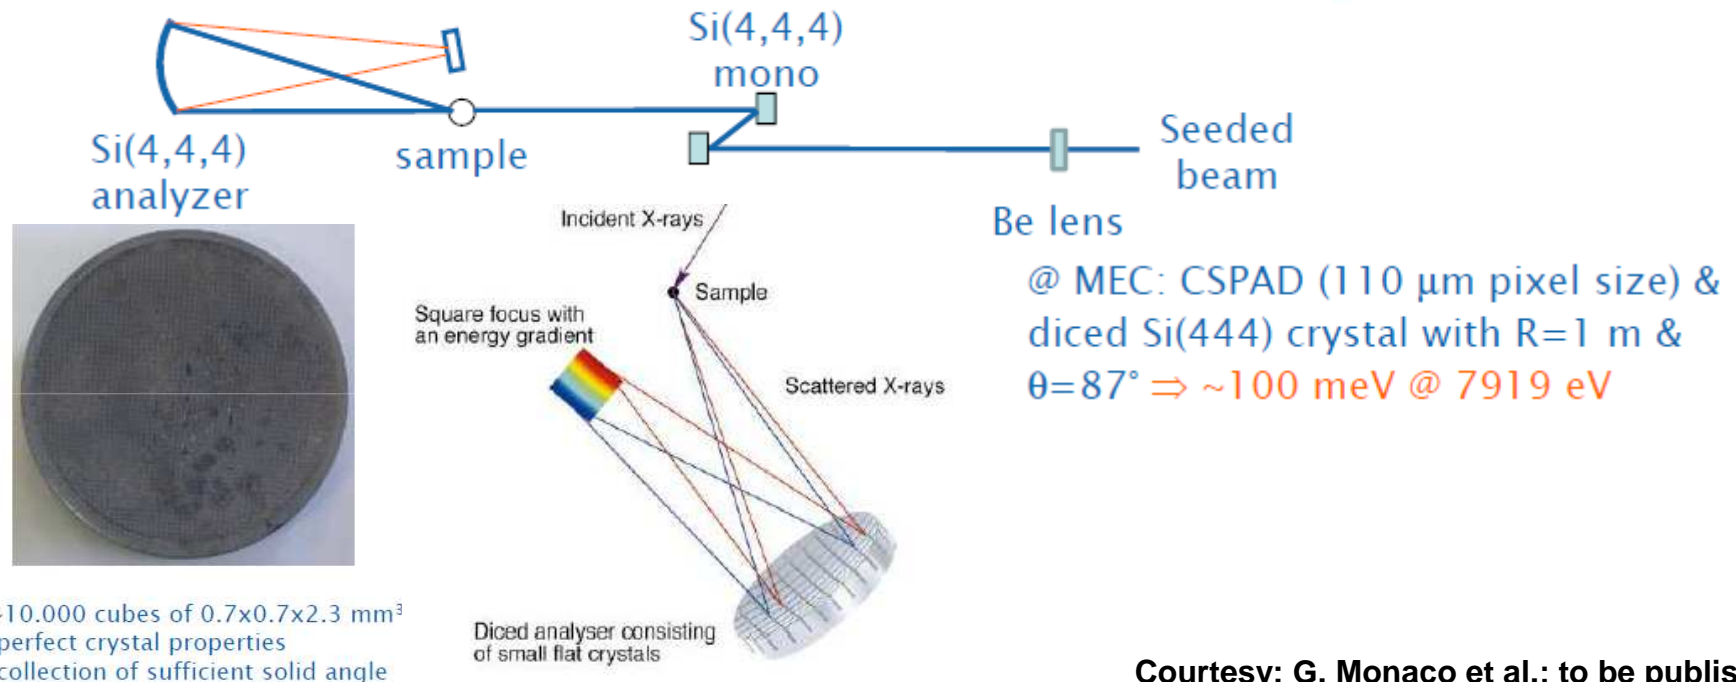 Si(4,4,4)
mono
Si(4,4,4)
analyzer
sample
Seeded
beam
Be lens
Incident X-rays
Sample
Square focus with
an energy gradient
Scattered X-rays
Diced analyser consisting
of small flat crystals
@ MEC: CSPAD (110 µm pixel size) &
diced Si(444) crystal with R=1 m &
θ=87° ⇒ ~100 meV @ 7919 eV
10.000 cubes of 0.7x0.7x2.3 mm³
perfect crystal properties
collection of sufficient solid angle
Courtesy: G. Monaco et al.; to be publis